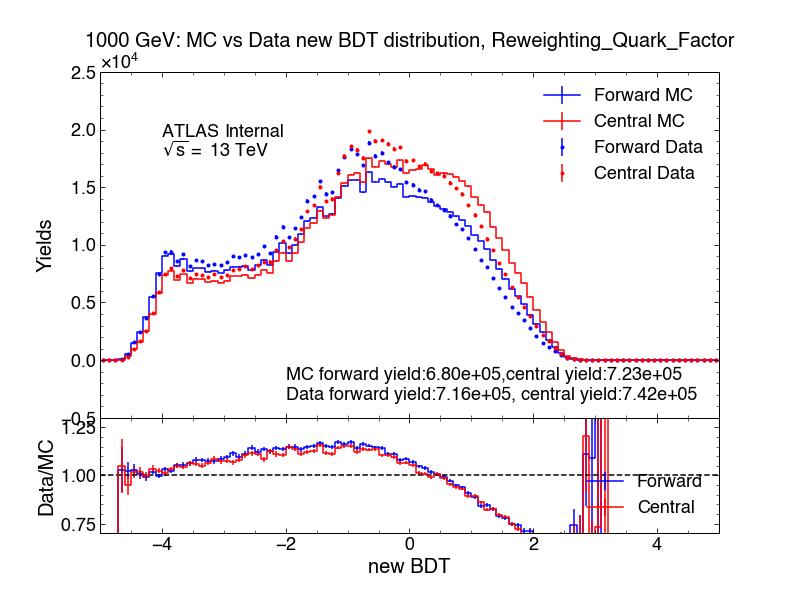 1000 GeV: MC vs Data new BDT distribution, Reweighting_Quark_Factor
×10⁴
2.5
2.0
1.5
1.0
0.5
0.0
−0.5
Yields
ATLAS Internal
√s = 13 TeV
Forward MC
Central MC
Forward Data
Central Data
MC forward yield:6.80e+05,central yield:7.23e+05
Data forward yield:7.16e+05, central yield:7.42e+05
1.25
1.00
0.75
Data/MC
Forward
Central
−4
−2
0
2
4
new BDT